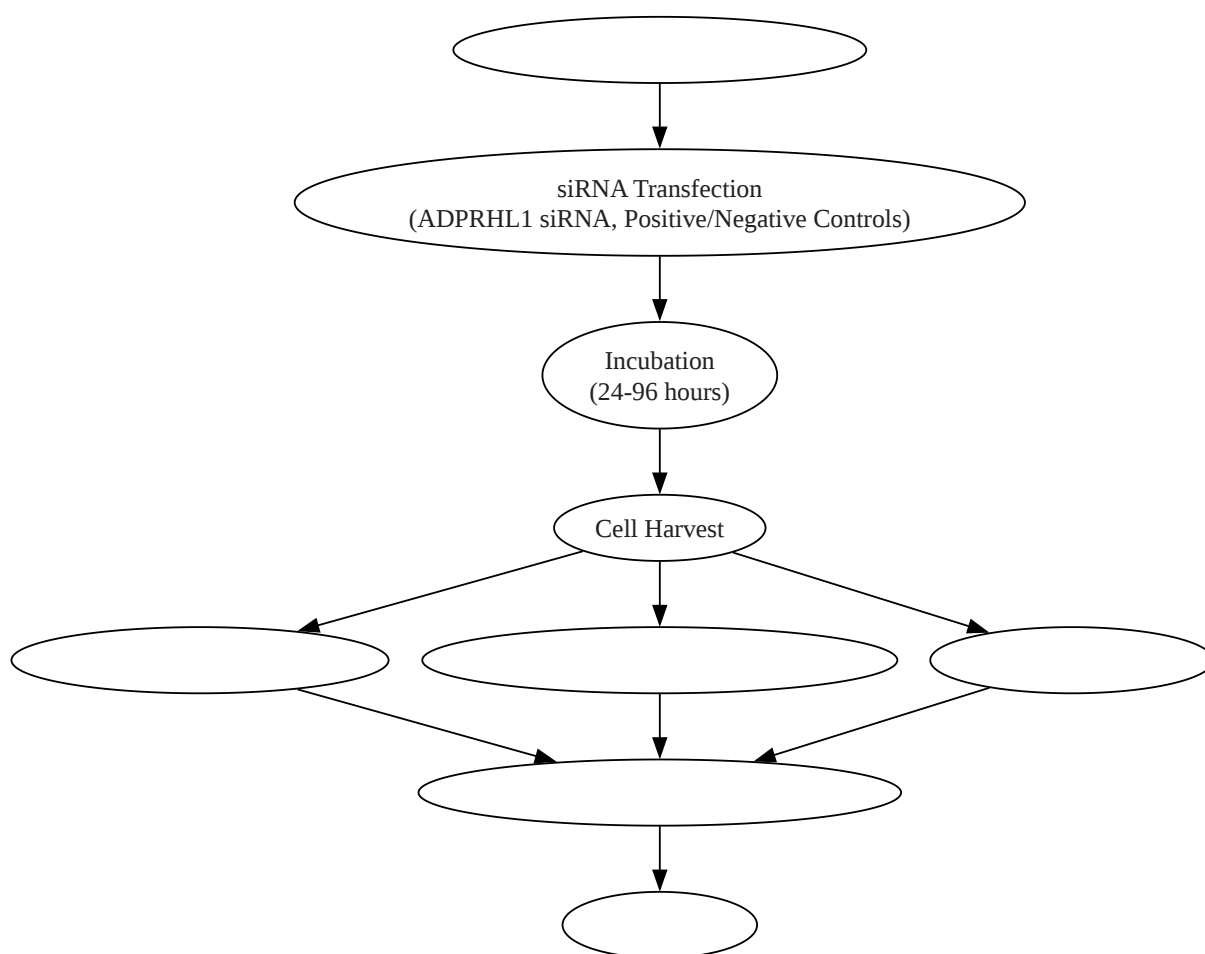 siRNA Transfection
(ADPRHL1 siRNA, Positive/Negative Controls)
Incubation
(24-96 hours)
Cell Harvest